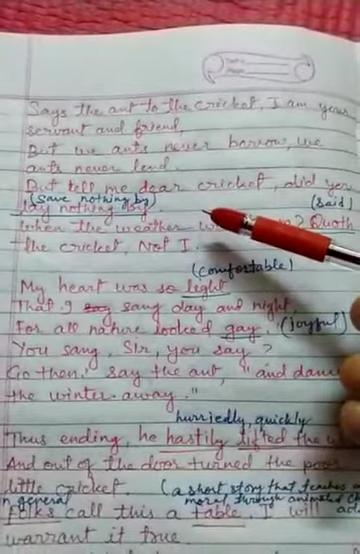 Says the ant to the cricket, I am your
servant and friend,
But we ants never borrow, we
ants never lend.
But tell me dear cricket, did you
(Save nothing by) (said)
lay nothing by
when the weather was ? Quoth
the cricket, Not I.
(comfortable)
My heart was so light
That I say sang day and night,
For all nature looked gay. (joyful)
You sang, Sir, you say?
Go then," say the ant, "and dance
the winter away."
hurriedly, quickly
Thus ending, he hastily lifted the
And out of the door turned the poor
little cricket. (a short story that teaches a
n general moral through animated
Folks call this a fable, I will
warrant it true.